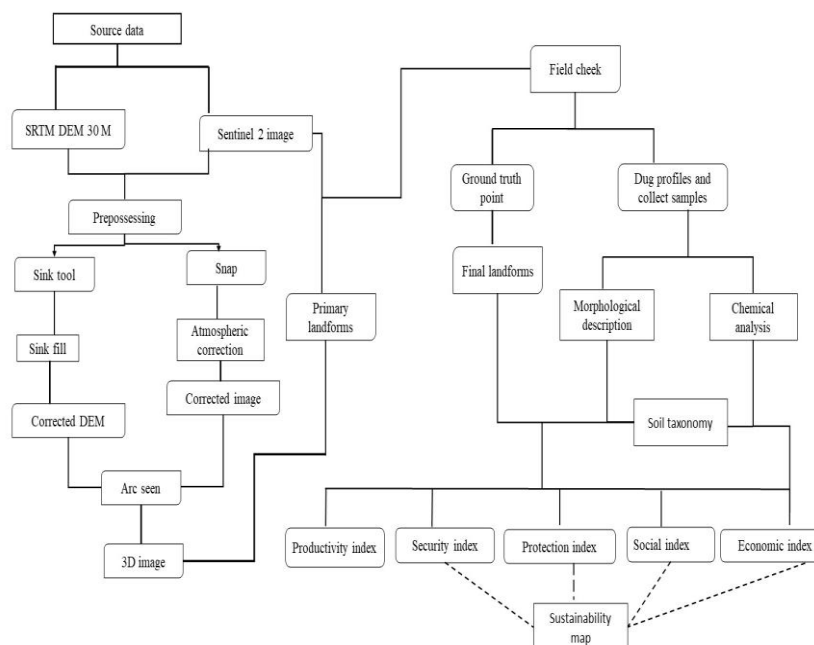 Source data
SRTM DEM 30 M
Sentinel 2 image
Prepossessing
Sink tool
Snap
Sink fill
Atmospheric
correction
Corrected DEM
Corrected image
Arc seen
3D image
Primary
landforms
Field cheek
Ground truth
point
Dug profiles and
collect samples
Final landforms
Morphological
description
Chemical
analysis
Soil taxonomy
Productivity index
Security index
Protection index
Social index
Economic index
Sustainability
map